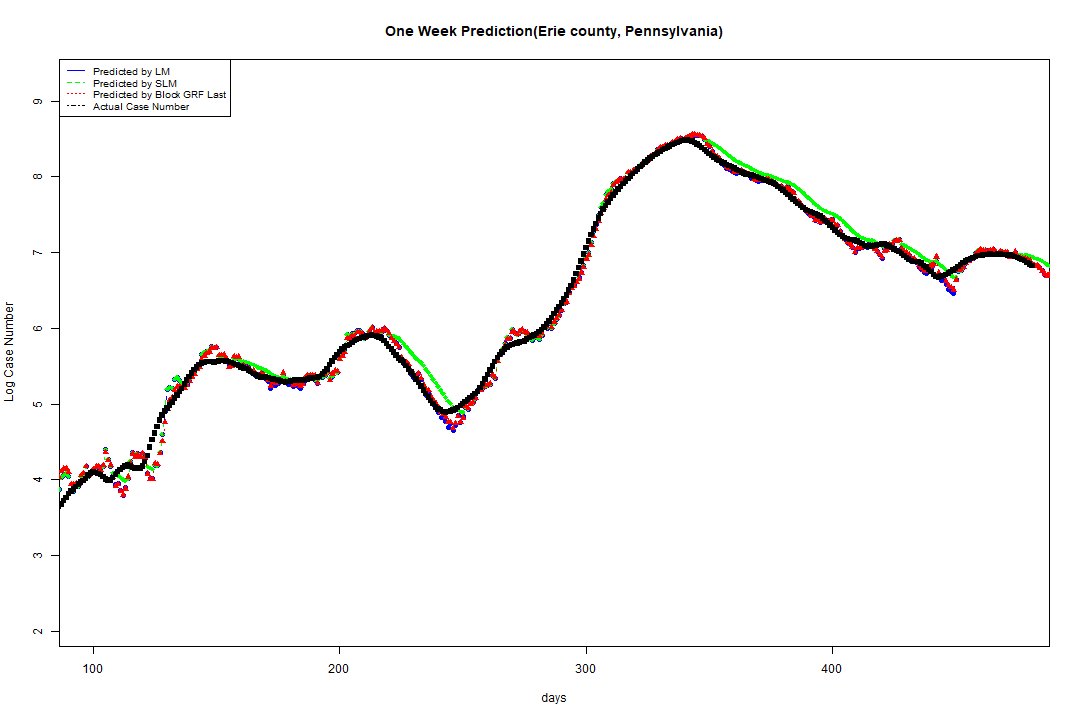 One Week Prediction(Erie county, Pennsylvania)
Predicted by LM
Predicted by SLM
Predicted by Block GRF Last
Actual Case Number
Log Case Number
9
8
7
6
5
4
3
2
100 200 300 400
days